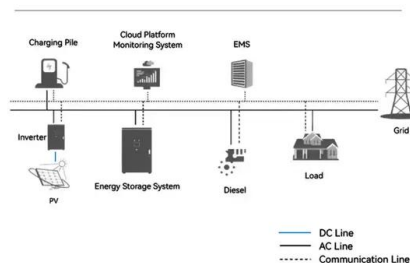 Charging Pile
Cloud Platform
Monitoring System
EMS
Grid
Inverter
PV
Energy Storage System
Diesel
Load
DC Line
AC Line
Communication Line